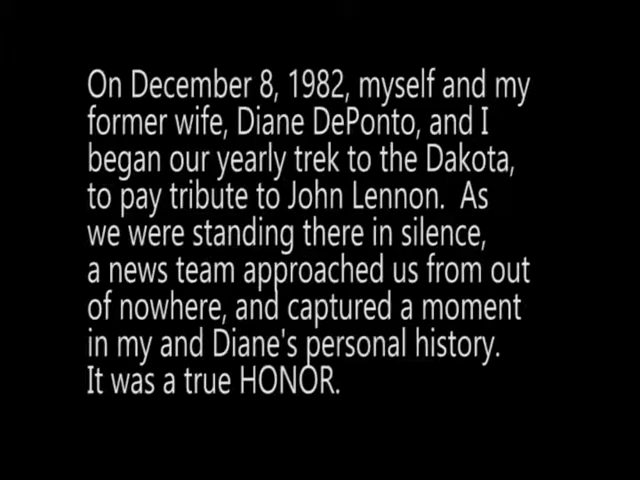 On December 8, 1982, myself and my
former wife, Diane DePonto, and I
began our yearly trek to the Dakota,
to pay tribute to John Lennon.  As
we were standing there in silence,
a news team approached us from out
of nowhere, and captured a moment
in my and Diane's personal history.
It was a true HONOR.